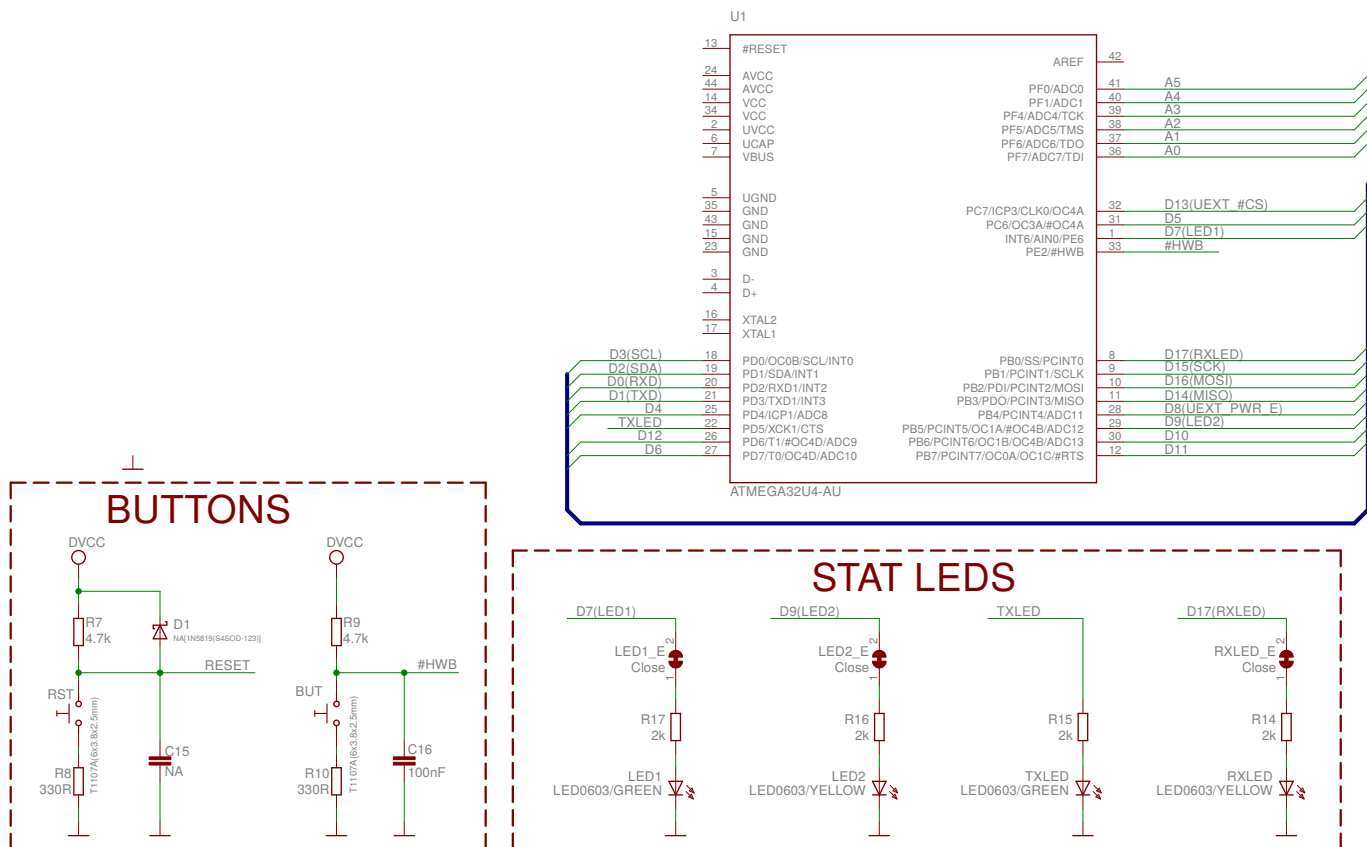 U1
13 #RESET
AREF 42
24 AVCC
44 AVCC
14 VCC
34 VCC
2 UVCC
6 UCAP
7 VBUS
PF0/ADC0 41 A5
PF1/ADC1 40 A4
PF4/ADC4/TCK 39 A3
PF5/ADC5/TMS 38 A2
PF6/ADC6/TDO 37 A1
PF7/ADC7/TDI 36 A0
5 UGND
35 GND
43 GND
15 GND
23 GND
PC7/ICP3/CLK0/OC4A 32 D13(UEXT_#CS)
PC6/OC3A/#OC4A 31 D5
INT6/AIN0/PE6 1 D7(LED1)
PE2/#HWB 33 #HWB
3 D-
4 D+
16 XTAL2
17 XTAL1
D3(SCL) 18 PD0/OC0B/SCL/INT0
D2(SDA) 19 PD1/SDA/INT1
D0(RXD) 20 PD2/RXD1/INT2
D1(TXD) 21 PD3/TXD1/INT3
D4 25 PD4/ICP1/ADC8
TXLED 22 PD5/XCK1/CTS
D12 26 PD6/T1/#OC4D/ADC9
D6 27 PD7/T0/OC4D/ADC10
PB0/SS/PCINT0 8 D17(RXLED)
PB1/PCINT1/SCLK 9 D15(SCK)
PB2/PDI/PCINT2/MOSI 10 D16(MOSI)
PB3/PDO/PCINT3/MISO 11 D14(MISO)
PB4/PCINT4/ADC11 28 D8(UEXT_PWR_E)
PB5/PCINT5/OC1A/#OC4B/ADC12 29 D9(LED2)
PB6/PCINT6/OC1B/OC4B/ADC13 30 D10
PB7/PCINT7/OC0A/OC1C/#RTS 12 D11
ATMEGA32U4-AU
BUTTONS
DVCC
R7
4.7k
D1
NA[1N5819(S4SOD-123)]
RESET
RST
T1107A(6x3.8x2.5mm)
C15
NA
R8
330R
DVCC
R9
4.7k
#HWB
BUT
T1107A(6x3.8x2.5mm)
C16
100nF
R10
330R
STAT LEDS
D7(LED1)
2
LED1_E
Close
1
R17
2k
LED1
LED0603/GREEN
D9(LED2)
2
LED2_E
Close
1
R16
2k
LED2
LED0603/YELLOW
TXLED
R15
2k
TXLED
LED0603/GREEN
D17(RXLED)
2
RXLED_E
Close
1
R14
2k
RXLED
LED0603/YELLOW